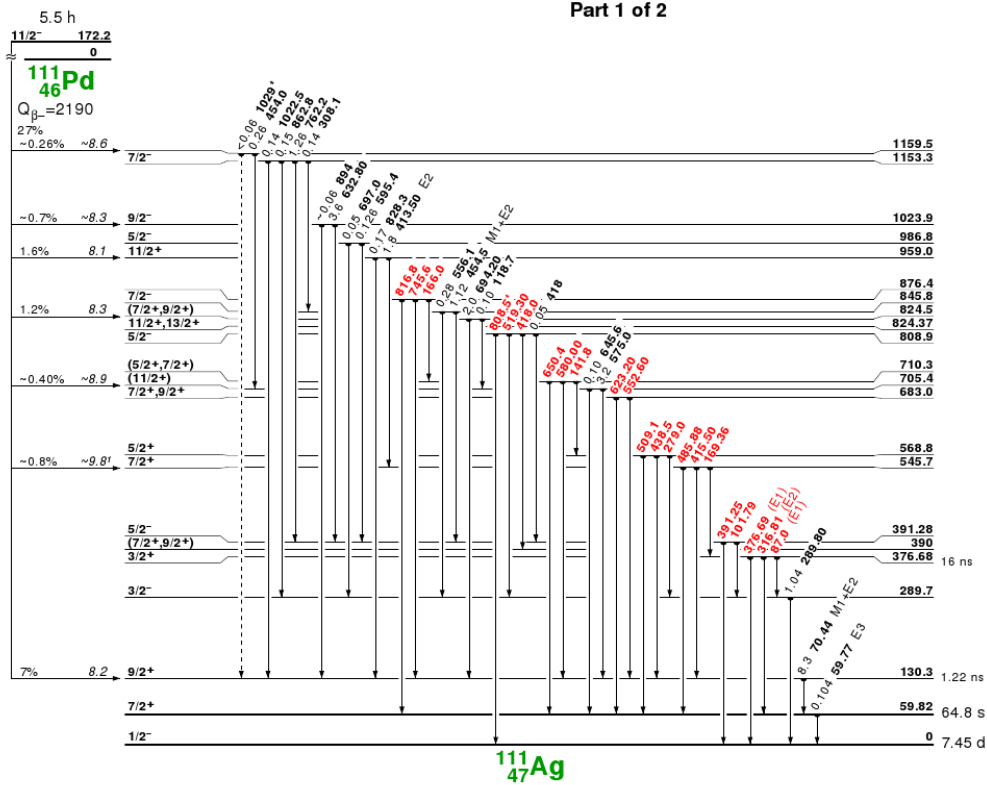 Part 1 of 2
5.5 h
11/2⁻ 172.2
0
¹¹¹₄₆Pd
Qβ−=2190
27%
~0.26% ~8.6
7/2⁻
1159.5
1153.3
<0.06 1029 ?
0.26 454.0
0.14 1022.5
0.15 862.8
1.26 762.2
0.14 308.1
~0.7% ~8.3 9/2⁻ 1023.9
5/2⁻ 986.8
1.6% 8.1 11/2+ 959.0
~0.06 894
3.6 632.80
0.05 697.0
0.126 595.4
0.17 828.3
1.8 413.50 E2
876.4
7/2⁻ 845.8
1.2% 8.3 (7/2+,9/2+) 824.5
11/2+,13/2+ 824.37
5/2⁻ 808.9
816.8
745.6
166.0
0.28 556.1
1.12 454.5 M1+E2
2.0 694.20
0.10 118.7
808.5
519.30
418.0
0.05 418
(5/2+,7/2+) 710.3
~0.40% ~8.9 (11/2+) 705.4
7/2+,9/2+ 683.0
650.4
580.00
141.8
0.10 645.6
3.2 575.0
623.20
552.60
5/2+ 568.8
~0.8% ~9.8¹ 7/2+ 545.7
509.1
438.5
279.0
485.88
415.50
169.36
5/2⁻ 391.28
(7/2+,9/2+) 390
3/2+ 376.68 16 ns
391.25
101.79
376.69 (E1)
316.81 (E2)
87.0 (E1)
3/2⁻ 289.7
1.04 289.80
7% 8.2 9/2+ 130.3 1.22 ns
8.3 70.44 M1+E2
7/2+ 59.82 64.8 s
0.104 59.77 E3
1/2⁻ 0 7.45 d
¹¹¹₄₇Ag